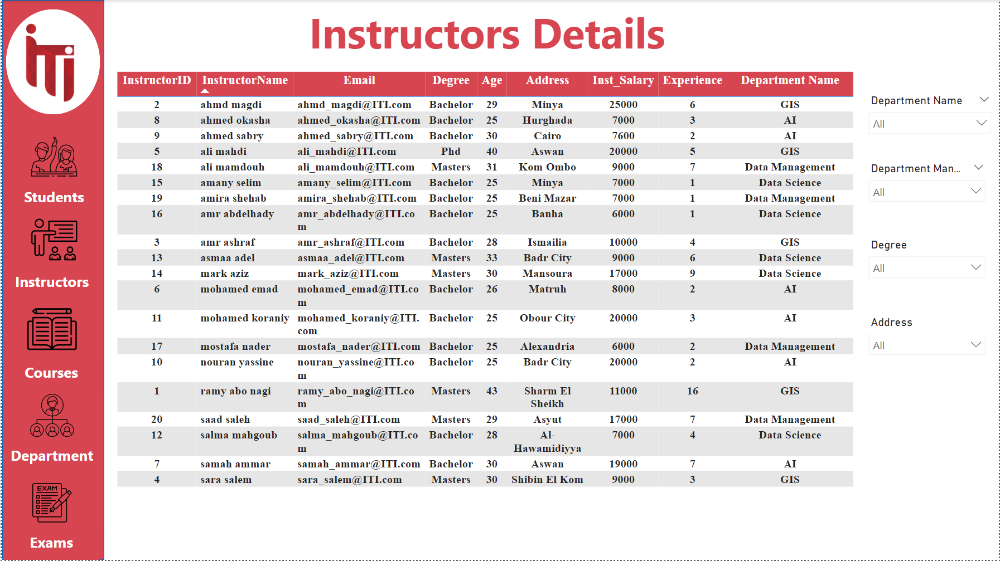 iTi
Students
Instructors
Courses
Department
EXAM
Exams
Instructors Details
InstructorID InstructorName Email Degree Age Address Inst_Salary Experience Department Name
2 ahmd magdi ahmd_magdi@ITI.com Bachelor 29 Minya 25000 6 GIS
8 ahmed okasha ahmed_okasha@ITI.com Bachelor 25 Hurghada 7000 3 AI
9 ahmed sabry ahmed_sabry@ITI.com Bachelor 30 Cairo 7600 2 AI
5 ali mahdi ali_mahdi@ITI.com Phd 40 Aswan 20000 5 GIS
18 ali mamdouh ali_mamdouh@ITI.com Masters 31 Kom Ombo 9000 7 Data Management
15 amany selim amany_selim@ITI.com Bachelor 25 Minya 7000 1 Data Science
19 amira shehab amira_shehab@ITI.com Bachelor 25 Beni Mazar 7000 1 Data Management
16 amr abdelhady amr_abdelhady@ITI.co Bachelor 25 Banha 6000 1 Data Science
m
3 amr ashraf amr_ashraf@ITI.com Bachelor 28 Ismailia 10000 4 GIS
13 asmaa adel asmaa_adel@ITI.com Masters 33 Badr City 9000 6 Data Science
14 mark aziz mark_aziz@ITI.com Masters 30 Mansoura 17000 9 Data Science
6 mohamed emad mohamed_emad@ITI.co Bachelor 26 Matruh 8000 2 AI
m
11 mohamed koraniy mohamed_koraniy@ITI. Bachelor 25 Obour City 20000 3 AI
com
17 mostafa nader mostafa_nader@ITI.com Bachelor 25 Alexandria 6000 2 Data Management
10 nouran yassine nouran_yassine@ITI.co Bachelor 25 Badr City 20000 2 AI
m
1 ramy abo nagi ramy_abo_nagi@ITI.co Masters 43 Sharm El 11000 16 GIS
m Sheikh
20 saad saleh saad_saleh@ITI.com Masters 29 Asyut 17000 7 Data Management
12 salma mahgoub salma_mahgoub@ITI.co Bachelor 28 Al- 7000 4 Data Science
m Hawamidiyya
7 samah ammar samah_ammar@ITI.com Bachelor 30 Aswan 19000 7 AI
4 sara salem sara_salem@ITI.com Masters 30 Shibin El Kom 9000 3 GIS
Department Name
All
Department Man...
All
Degree
All
Address
All